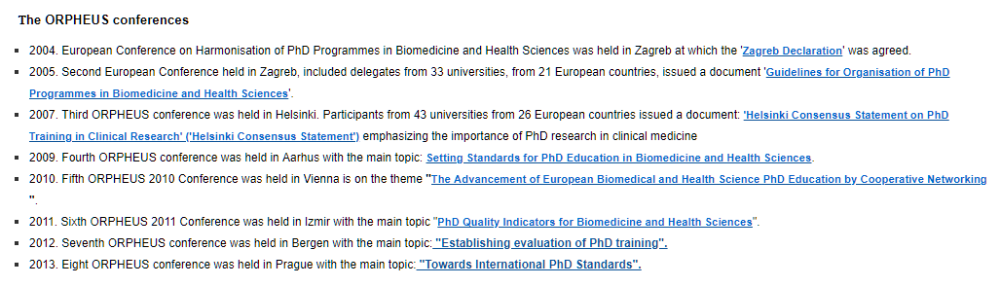 The ORPHEUS conferences
2004. European Conference on Harmonisation of PhD Programmes in Biomedicine and Health Sciences was held in Zagreb at which the 'Zagreb Declaration' was agreed.
2005. Second European Conference held in Zagreb, included delegates from 33 universities, from 21 European countries, issued a document 'Guidelines for Organisation of PhD
Programmes in Biomedicine and Health Sciences'.
2007. Third ORPHEUS conference was held in Helsinki. Participants from 43 universities from 26 European countries issued a document: 'Helsinki Consensus Statement on PhD
Training in Clinical Research' ('Helsinki Consensus Statement') emphasizing the importance of PhD research in clinical medicine
2009. Fourth ORPHEUS conference was held in Aarhus with the main topic: Setting Standards for PhD Education in Biomedicine and Health Sciences.
2010. Fifth ORPHEUS 2010 Conference was held in Vienna is on the theme "The Advancement of European Biomedical and Health Science PhD Education by Cooperative Networking
".
2011. Sixth ORPHEUS 2011 Conference was held in Izmir with the main topic "PhD Quality Indicators for Biomedicine and Health Sciences".
2012. Seventh ORPHEUS conference was held in Bergen with the main topic: "Establishing evaluation of PhD training".
2013. Eight ORPHEUS conference was held in Prague with the main topic: "Towards International PhD Standards".